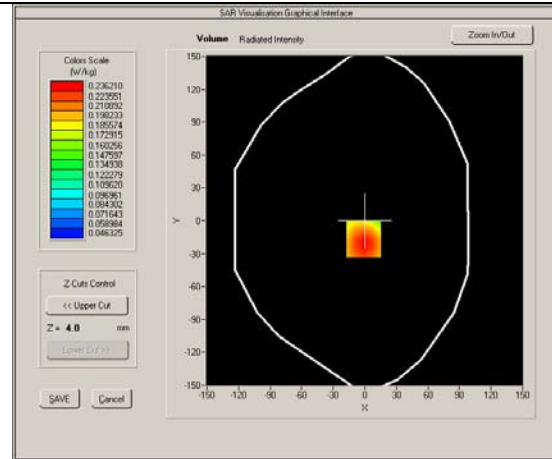 SAR Visualisation Graphical Interface
Volume Radiated Intensity
Zoom In/Out
Colors Scale
(W/kg)
0.236210
0.223551
0.210892
0.198233
0.185574
0.172915
0.160256
0.147597
0.134938
0.122279
0.109620
0.096961
0.084302
0.071643
0.058984
0.046325
Z-Cuts Control
<< Upper Cut
Z = 4.0 mm
Lower Cut >>
SAVE Cancel
150-
120-
90-
60-
30-
0-
-30-
-60-
-90-
-120-
-150-
Y
-150 -120 -90 -60 -30 0 30 60 90 120 150
X